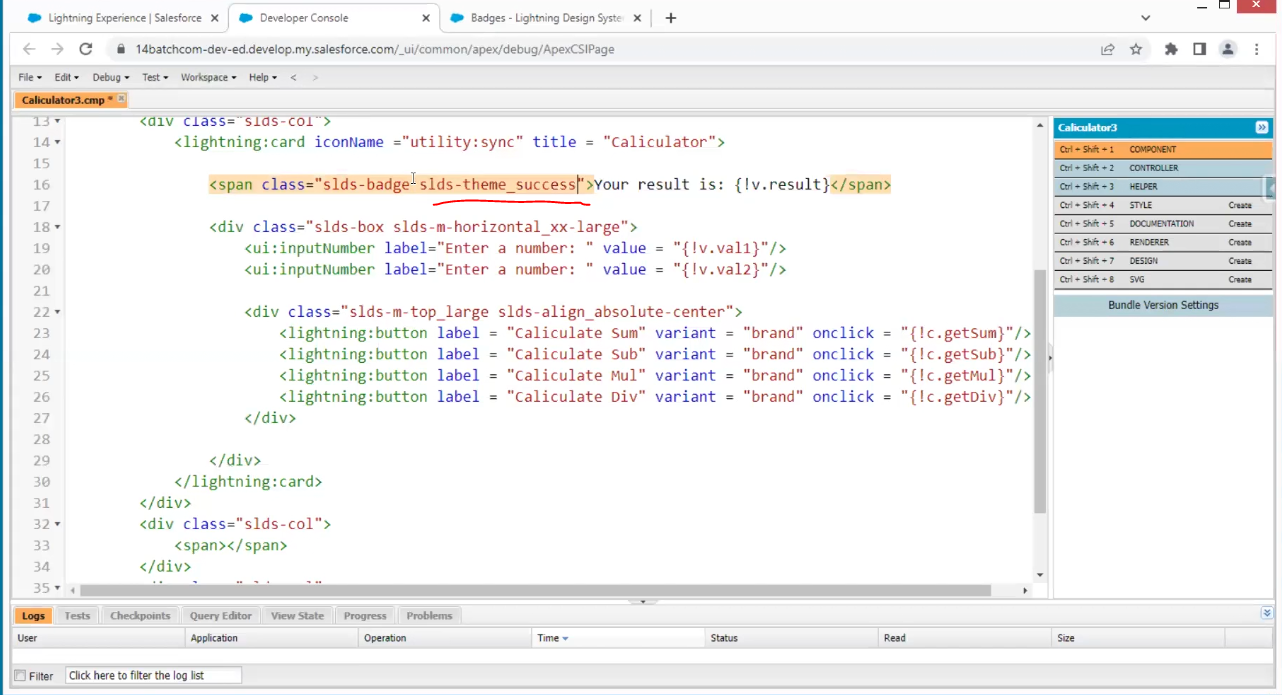 Lightning Experience | Salesforce
Developer Console
Badges - Lightning Design Syste
14batchcom-dev-ed.develop.my.salesforce.com/_ui/common/apex/debug/ApexCSIPage
File Edit Debug Test Workspace Help < >
Caliculator3.cmp *
13 <div class="slds-col">
14 <lightning:card iconName ="utility:sync" title = "Caliculator">
15
16 <span class="slds-badge slds-theme_success">Your result is: {!v.result}</span>
17
18 <div class="slds-box slds-m-horizontal_xx-large">
19 <ui:inputNumber label="Enter a number: " value = "{!v.val1}"/>
20 <ui:inputNumber label="Enter a number: " value = "{!v.val2}"/>
21
22 <div class="slds-m-top_large slds-align_absolute-center">
23 <lightning:button label = "Caliculate Sum" variant = "brand" onclick = "{!c.getSum}"/>
24 <lightning:button label = "Caliculate Sub" variant = "brand" onclick = "{!c.getSub}"/>
25 <lightning:button label = "Caliculate Mul" variant = "brand" onclick = "{!c.getMul}"/>
26 <lightning:button label = "Caliculate Div" variant = "brand" onclick = "{!c.getDiv}"/>
27 </div>
28
29 </div>
30 </lightning:card>
31 </div>
32 <div class="slds-col">
33 <span></span>
34 </div>
35
Caliculator3
Ctrl + Shift + 1 COMPONENT
Ctrl + Shift + 2 CONTROLLER
Ctrl + Shift + 3 HELPER
Ctrl + Shift + 4 STYLE Create
Ctrl + Shift + 5 DOCUMENTATION Create
Ctrl + Shift + 6 RENDERER Create
Ctrl + Shift + 7 DESIGN Create
Ctrl + Shift + 8 SVG Create
Bundle Version Settings
Logs Tests Checkpoints Query Editor View State Progress Problems
User Application Operation Time Status Read Size
Filter Click here to filter the log list